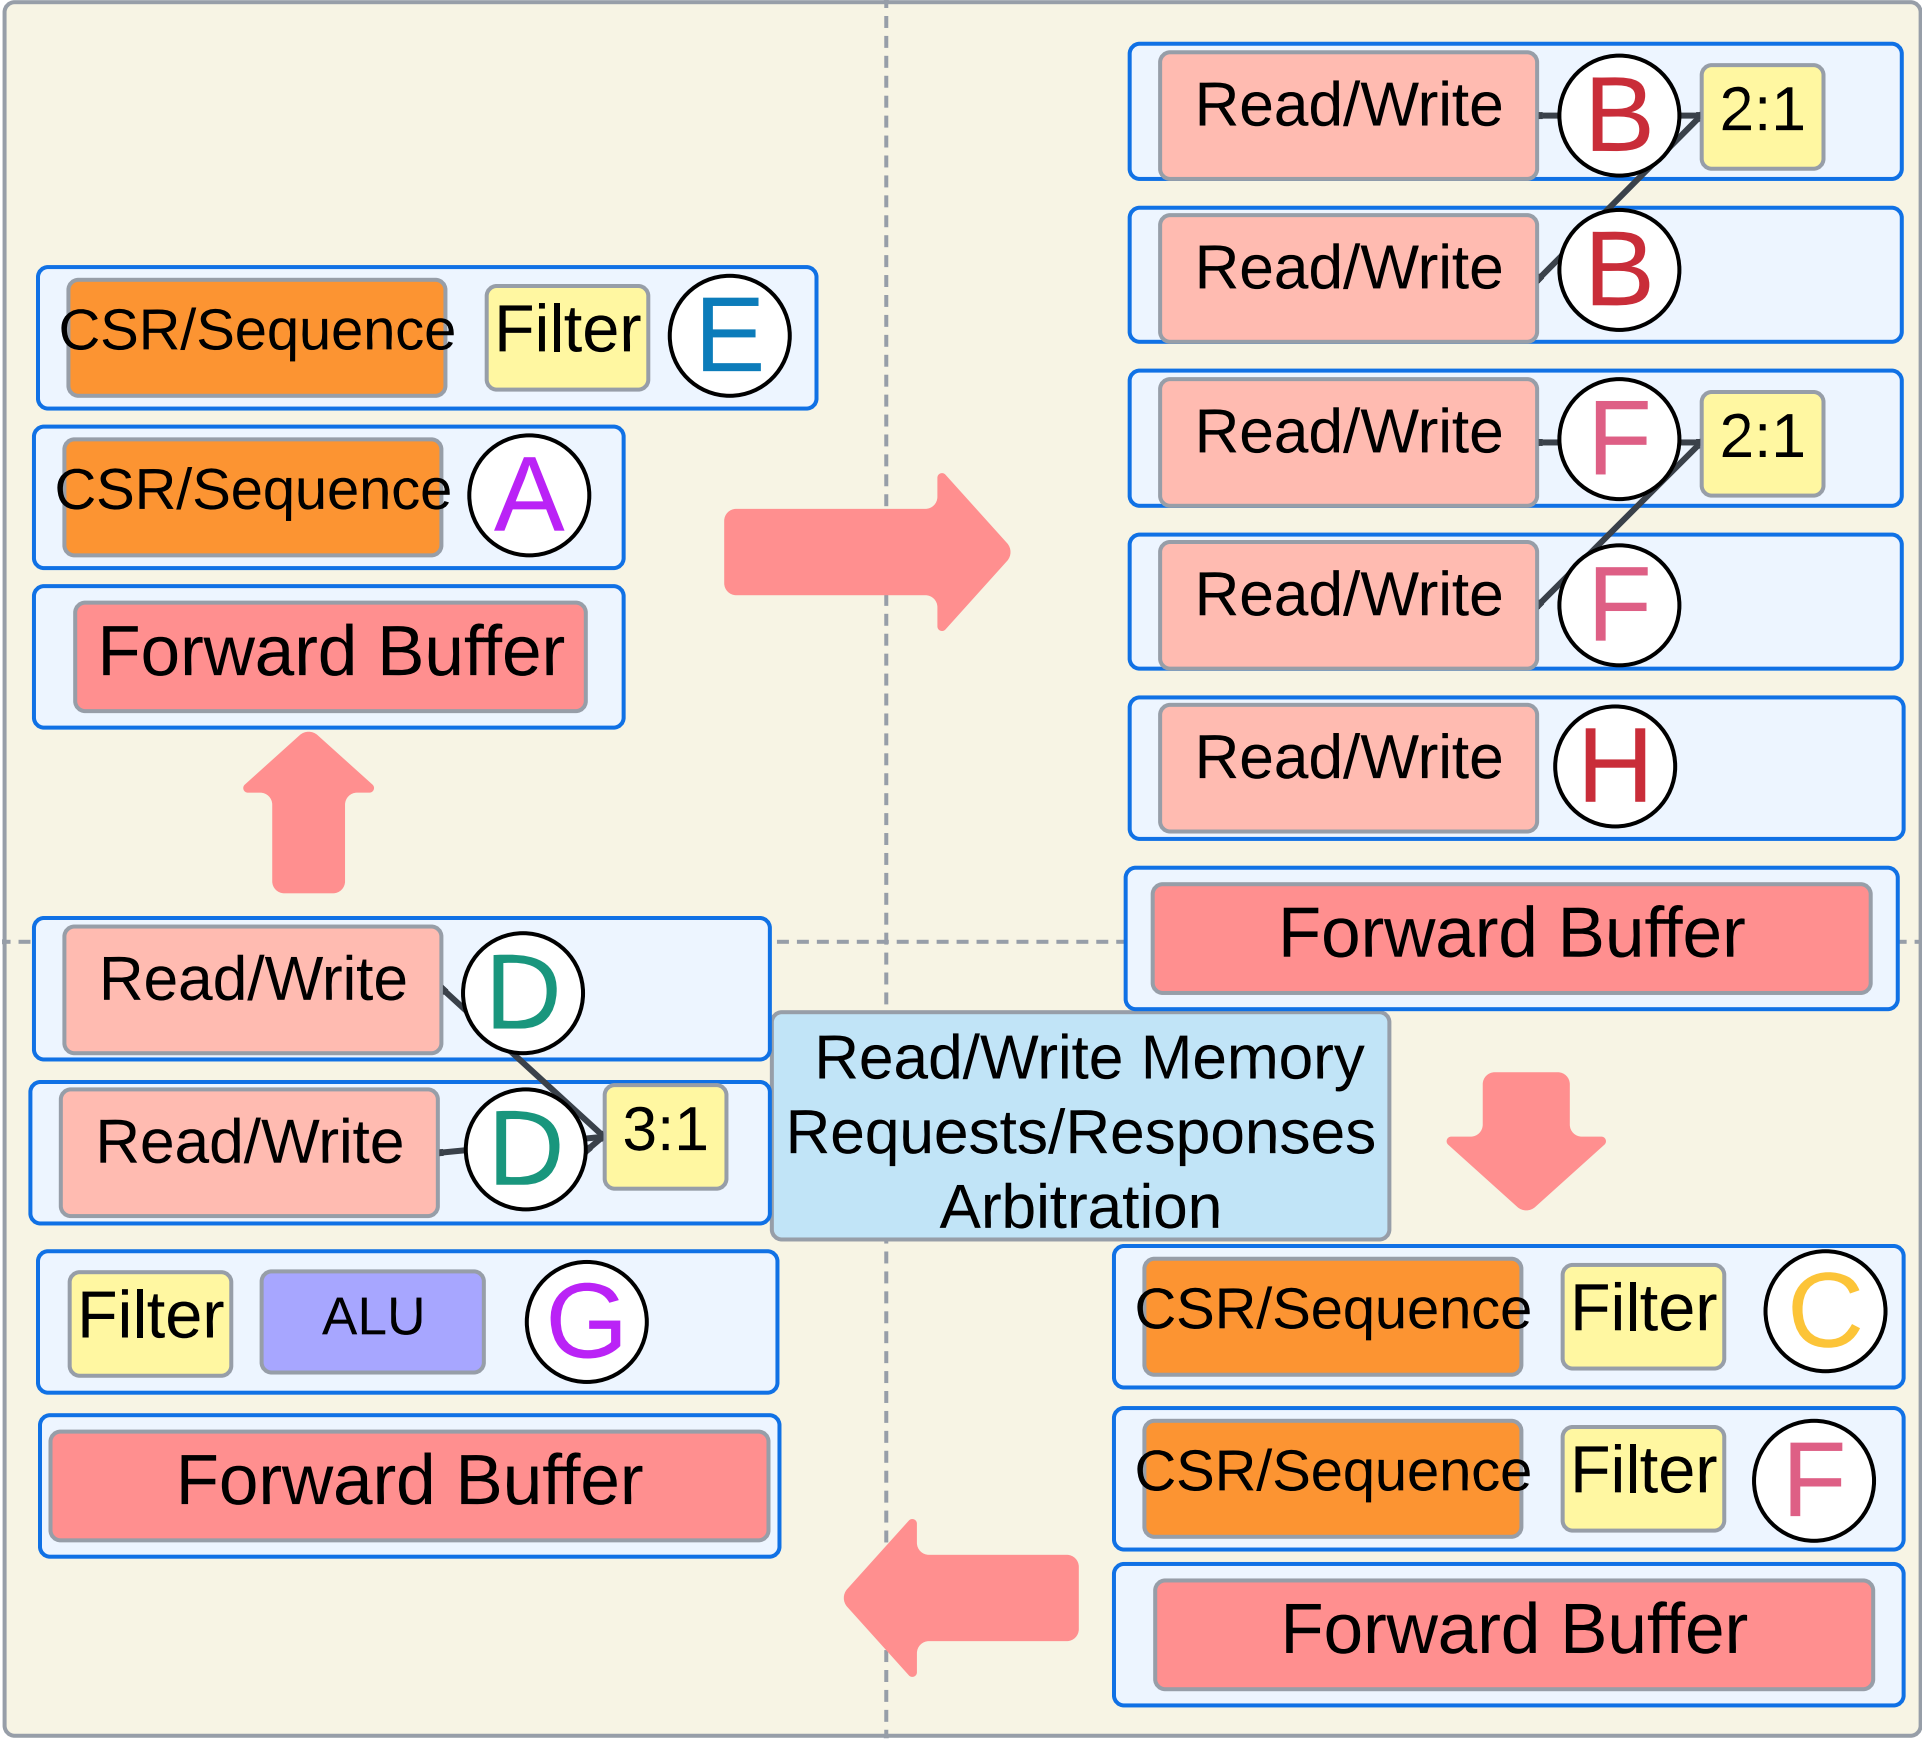 CSR/Sequence Filter E
CSR/Sequence A
Forward Buffer
Read/Write B 2:1
Read/Write B
Read/Write F 2:1
Read/Write F
Read/Write H
Forward Buffer
Read/Write D
Read/Write D 3:1
Filter ALU G
Forward Buffer
Read/Write Memory
Requests/Responses
Arbitration
CSR/Sequence Filter C
CSR/Sequence Filter F
Forward Buffer